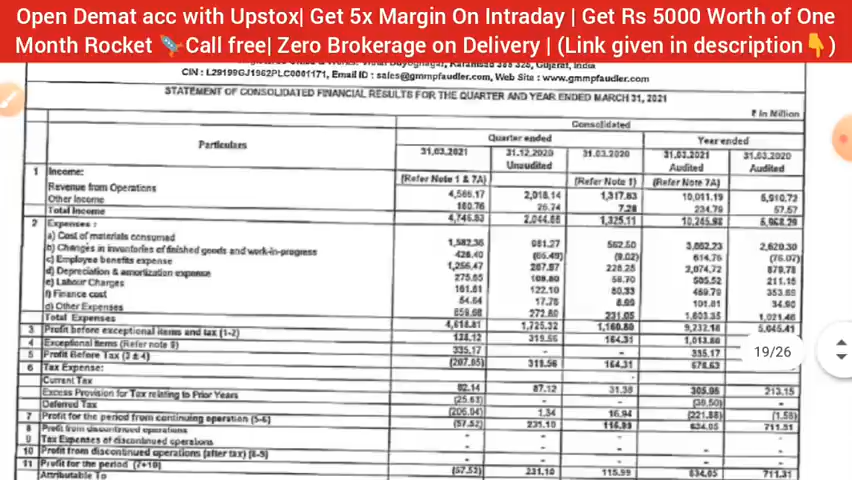 Open Demat acc with Upstox| Get 5x Margin On Intraday | Get Rs 5000 Worth of One
Month Rocket 🚀Call free| Zero Brokerage on Delivery | (Link given in description👇)
CIN : L29199GJ1962PLC0001171, Email ID : sales@gmmpfaudler.com, Web Site : www.gmmpfaudler.com
STATEMENT OF CONSOLIDATED FINANCIAL RESULTS FOR THE QUARTER AND YEAR ENDED MARCH 31, 2021
₹ In Million
Consolidated
Particulars Quarter ended Year ended
31.03.2021 31.12.2020 31.03.2020 31.03.2021 31.03.2020
Unaudited Audited Audited
(Refer Note 1 & 7A) (Refer Note 1) (Refer Note 7A)
1 Income:
Revenue from Operations 4,586.17 2,018.14 1,317.83 10,011.19 5,910.72
Other Income 160.76 26.74 7.28 234.79 57.57
Total Income 4,746.93 2,044.88 1,325.11 10,245.98 5,968.29
2 Expenses :
a) Cost of materials consumed 1,582.36 981.27 562.50 3,862.23 2,620.30
b) Changes in inventories of finished goods and work-in-progress 428.40 (66.49) (9.02) 614.76 (76.07)
c) Employee benefits expense 1,256.47 287.97 228.25 2,074.72 879.78
d) Depreciation & amortization expense 275.65 108.80 58.70 505.52 211.15
e) Labour Charges 161.61 122.10 80.33 469.70 353.88
f) Finance cost 54.64 17.75 8.99 101.81 34.90
d) Other Expenses 859.68 272.80 231.05 1,603.35 1,021.46
Total Expenses 4,618.81 1,725.32 1,160.80 9,232.18 5,045.41
3 Profit before exceptional items and tax (1-2) 128.12 319.56 164.31 1,013.80
4 Exceptional Items (Refer note 9) 335.17 - - 335.17
5 Profit Before Tax (3 ± 4) (207.05) 319.56 164.31 678.63
6 Tax Expense:
Current Tax 82.14 87.12 31.38 305.06 213.15
Excess Provision for Tax relating to Prior Years (25.63) - - (38.60) -
Deferred Tax (206.04) 1.34 16.94 (221.88) (1.58)
7 Profit for the period from continuing operation (5-6) (57.52) 231.10 115.99 634.05 711.31
8 Profit from discontinued operations - - - - -
9 Tax Expenses of discontinued operations
10 Profit from discontinued operations (after tax) (8-9)
11 Profit for the period (7+10) (57.52) 231.10 115.99 634.05 711.31
Attributable To
19/26